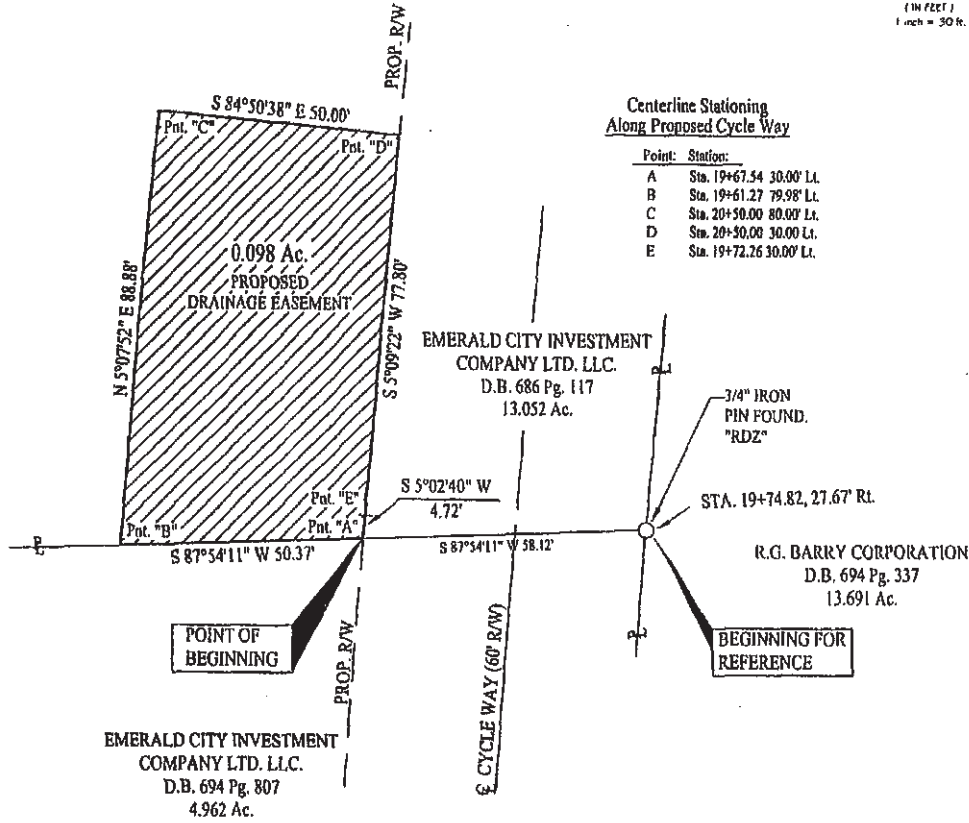 ( IN FEET )
1 inch = 30 ft.
PROP. R/W
S 84°50'38" E 50.00'
Pnt. "C"
Pnt. "D"
Centerline Stationing
Along Proposed Cycle Way
Point: Station:
A Sta. 19+67.54 30.00' Lt.
B Sta. 19+61.27 79.98' Lt.
C Sta. 20+50.00 80.00' Lt.
D Sta. 20+50.00 30.00 Lt.
E Sta. 19+72.26 30.00' Lt.
0.098 Ac.
PROPOSED
DRAINAGE EASEMENT
N 5°07'52" E 88.88'
S 5°09'22" W 77.80'
EMERALD CITY INVESTMENT
COMPANY LTD. LLC.
D.B. 686 Pg. 117
13.052 Ac.
PL
3/4" IRON
PIN FOUND.
"RDZ"
Pnt. "E"
S 5°02'40" W
4.72'
STA. 19+74.82, 27.67' Rt.
Pnt. "B"
Pnt. "A"
PL
S 87°54'11" W 50.37'
S 87°54'11" W 58.12'
R.G. BARRY CORPORATION
D.B. 694 Pg. 337
13.691 Ac.
POINT OF
BEGINNING
PROP. R/W
CL CYCLE WAY (60' R/W)
PL
BEGINNING FOR
REFERENCE
EMERALD CITY INVESTMENT
COMPANY LTD. LLC.
D.B. 694 Pg. 807
4.962 Ac.